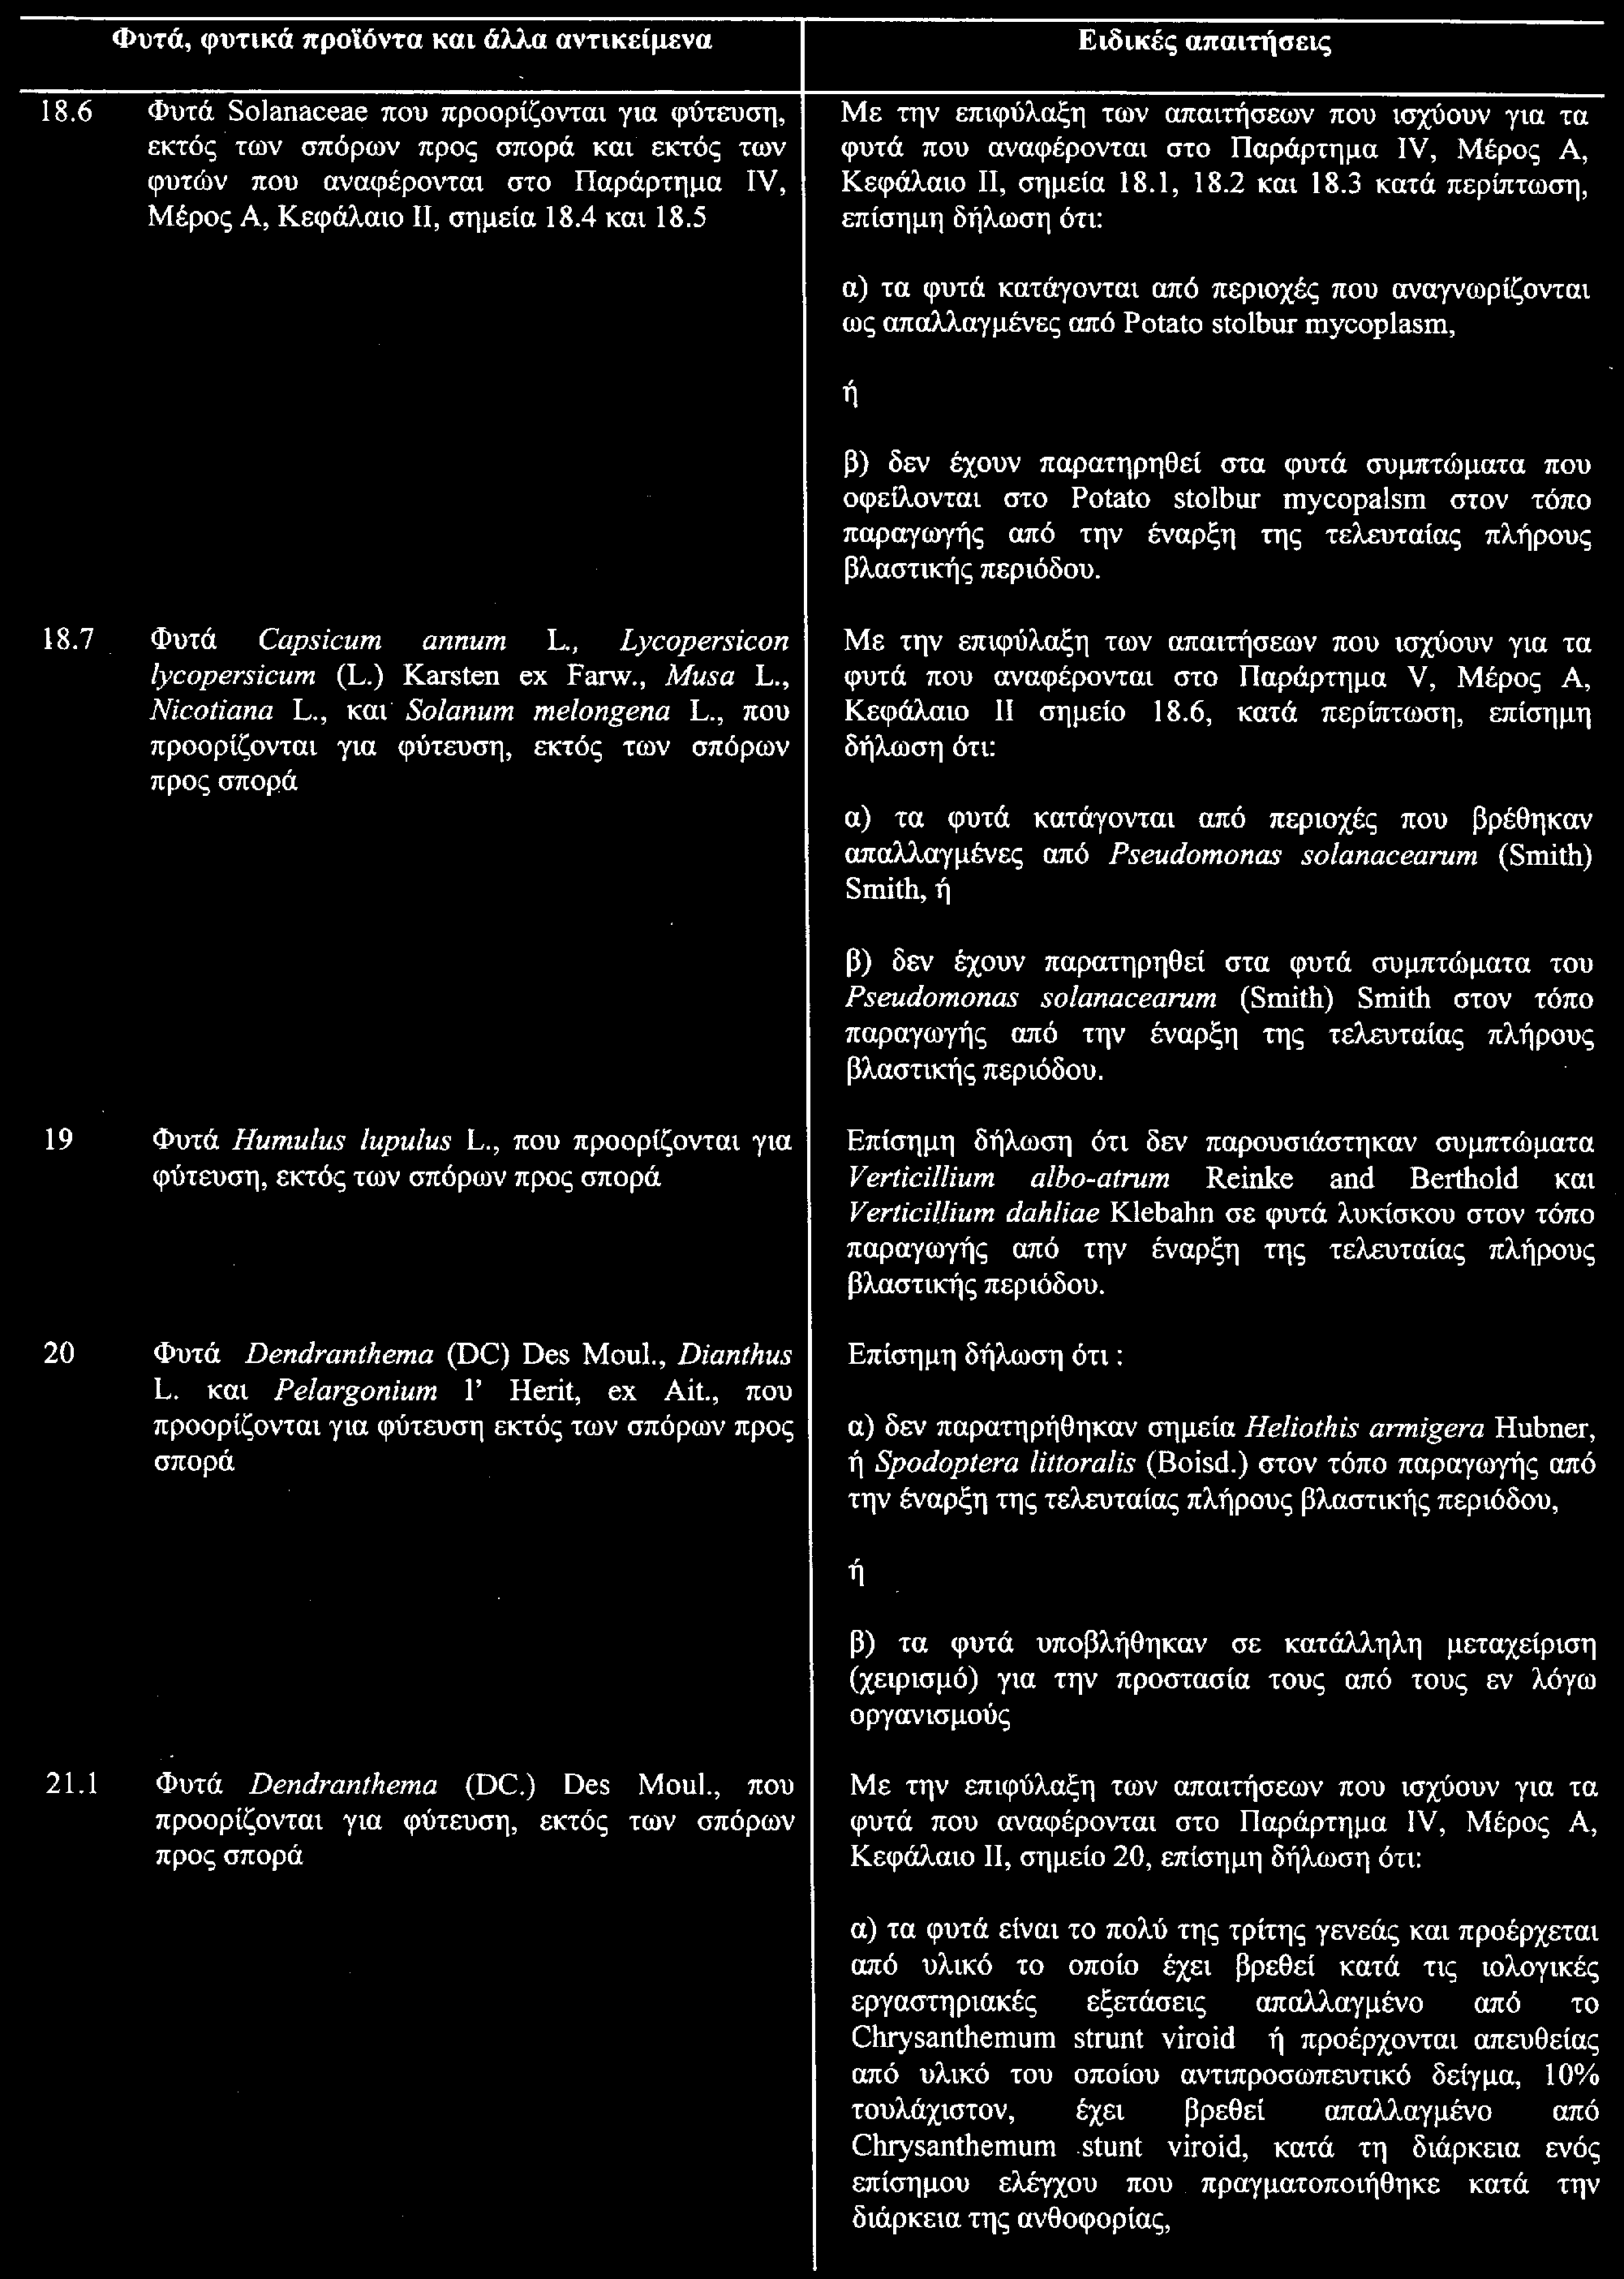 Φυτά, φυτικά προϊόντα και άλλα αντικείμενα
Ειδικές απαιτήσεις
18.6 Φυτά Solanaceae που προορίζονται για φύτευση,
εκτός των σπόρων προς σπορά και εκτός των
φυτών που αναφέρονται στο Παράρτημα IV,
Μέρος Α, Κεφάλαιο ΙΙ, σημεία 18.4 και 18.5
Με την επιφύλαξη των απαιτήσεων που ισχύουν για τα
φυτά που αναφέρονται στο Παράρτημα IV, Μέρος Α,
Κεφάλαιο ΙΙ, σημεία 18.1, 18.2 και 18.3 κατά περίπτωση,
επίσημη δήλωση ότι:
α) τα φυτά κατάγονται από περιοχές που αναγνωρίζονται
ως απαλλαγμένες από Potato stolbur mycoplasm,
ή
β) δεν έχουν παρατηρηθεί στα φυτά συμπτώματα που
οφείλονται στο Potato stolbur mycopalsm στον τόπο
παραγωγής από την έναρξη της τελευταίας πλήρους
βλαστικής περιόδου.
18.7 Φυτά Capsicum annum L., Lycopersicon
lycopersicum (L.) Karsten ex Farw., Musa L.,
Nicotiana L., και Solanum melongena L., που
προορίζονται για φύτευση, εκτός των σπόρων
προς σπορά
Με την επιφύλαξη των απαιτήσεων που ισχύουν για τα
φυτά που αναφέρονται στο Παράρτημα V, Μέρος Α,
Κεφάλαιο ΙΙ σημείο 18.6, κατά περίπτωση, επίσημη
δήλωση ότι:
α) τα φυτά κατάγονται από περιοχές που βρέθηκαν
απαλλαγμένες από Pseudomonas solanacearum (Smith)
Smith, ή
β) δεν έχουν παρατηρηθεί στα φυτά συμπτώματα του
Pseudomonas solanacearum (Smith) Smith στον τόπο
παραγωγής από την έναρξη της τελευταίας πλήρους
βλαστικής περιόδου.
19 Φυτά Humulus lupulus L., που προορίζονται για
φύτευση, εκτός των σπόρων προς σπορά
Επίσημη δήλωση ότι δεν παρουσιάστηκαν συμπτώματα
Verticillium albo-atrum Reinke and Berthold και
Verticillium dahliae Klebahn σε φυτά λυκίσκου στον τόπο
παραγωγής από την έναρξη της τελευταίας πλήρους
βλαστικής περιόδου.
20 Φυτά Dendranthema (DC) Des Moul., Dianthus
L. και Pelargonium l’ Herit, ex Ait., που
προορίζονται για φύτευση εκτός των σπόρων προς
σπορά
Επίσημη δήλωση ότι :
α) δεν παρατηρήθηκαν σημεία Heliothis armigera Hubner,
ή Spodoptera littoralis (Boisd.) στον τόπο παραγωγής από
την έναρξη της τελευταίας πλήρους βλαστικής περιόδου,
ή
β) τα φυτά υποβλήθηκαν σε κατάλληλη μεταχείριση
(χειρισμό) για την προστασία τους από τους εν λόγω
οργανισμούς
21.1 Φυτά Dendranthema (DC.) Des Moul., που
προορίζονται για φύτευση, εκτός των σπόρων
προς σπορά
Με την επιφύλαξη των απαιτήσεων που ισχύουν για τα
φυτά που αναφέρονται στο Παράρτημα IV, Μέρος Α,
Κεφάλαιο ΙΙ, σημείο 20, επίσημη δήλωση ότι:
α) τα φυτά είναι το πολύ της τρίτης γενεάς και προέρχεται
από υλικό το οποίο έχει βρεθεί κατά τις ιολογικές
εργαστηριακές εξετάσεις απαλλαγμένο από το
Chrysanthemum strunt viroid ή προέρχονται απευθείας
από υλικό του οποίου αντιπροσωπευτικό δείγμα, 10%
τουλάχιστον, έχει βρεθεί απαλλαγμένο από
Chrysanthemum stunt viroid, κατά τη διάρκεια ενός
επίσημου ελέγχου που πραγματοποιήθηκε κατά την
διάρκεια της ανθοφορίας,